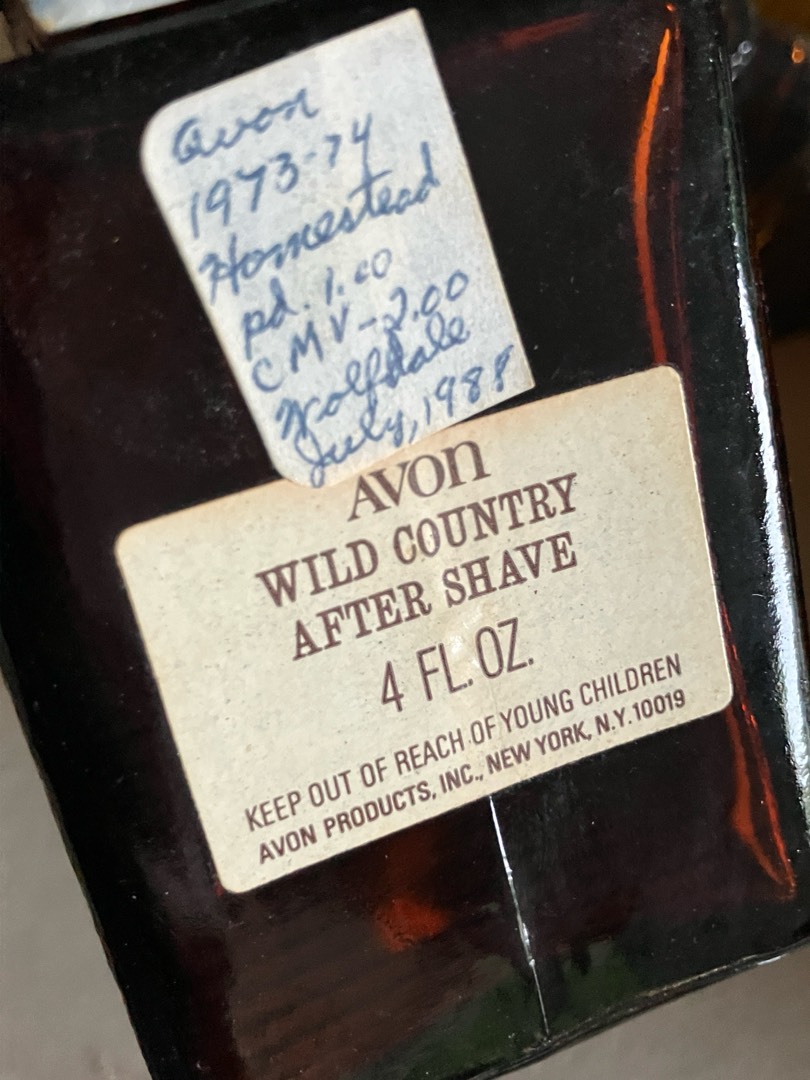 Avon
1973-74
Homestead
pd. 1.00
CMV-2.00
Wolfdale
July, 1988
AVON
WILD COUNTRY
AFTER SHAVE
4 FL. OZ.
KEEP OUT OF REACH OF YOUNG CHILDREN
AVON PRODUCTS, INC., NEW YORK, N.Y. 10019